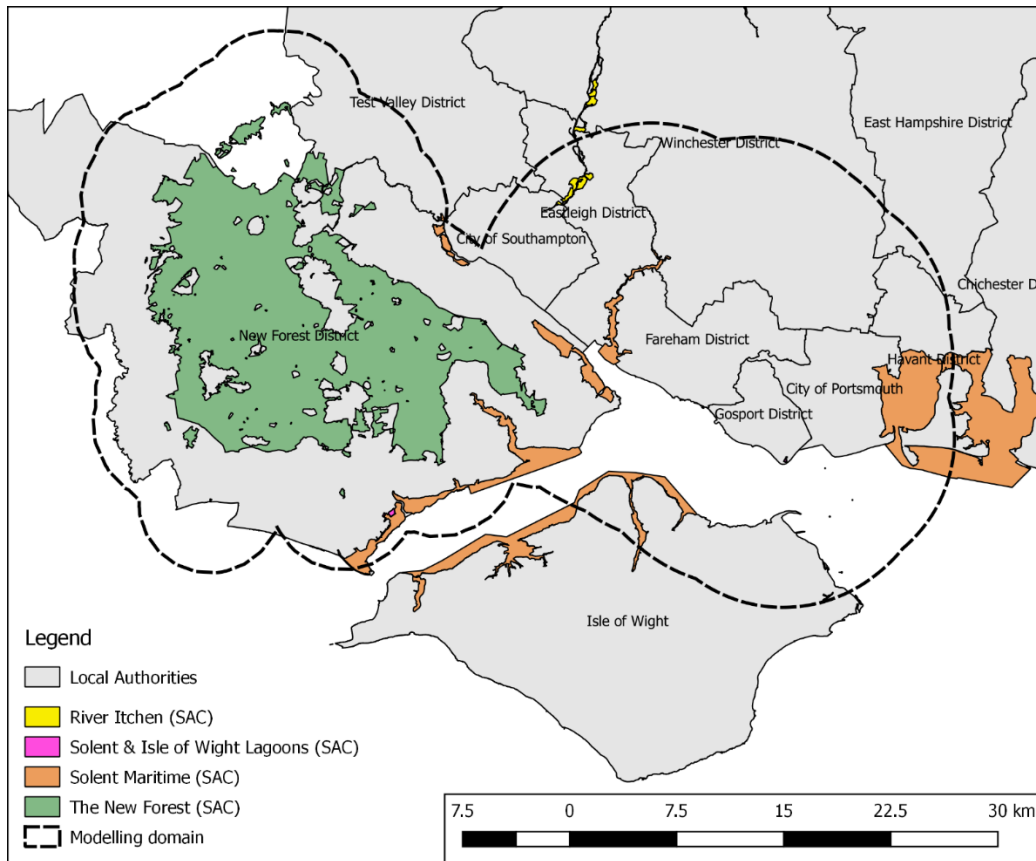 Test Valley District
East Hampshire District
Winchester District
Eastleigh District
City of Southampton
Chichester D
New Forest District
Fareham District
Havant District
City of Portsmouth
Gosport District
Isle of Wight
Legend
Local Authorities
River Itchen (SAC)
Solent & Isle of Wight Lagoons (SAC)
Solent Maritime (SAC)
The New Forest (SAC)
Modelling domain
7.5 0 7.5 15 22.5 30 km